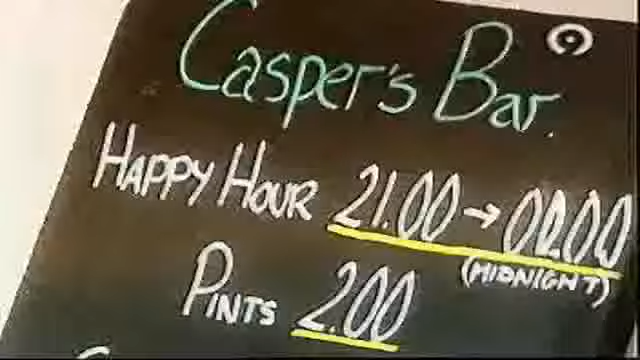 Casper's Bar.
HAPPY HOUR 21.00 → 00.00
(MIDNIGHT)
PINTS 2.00